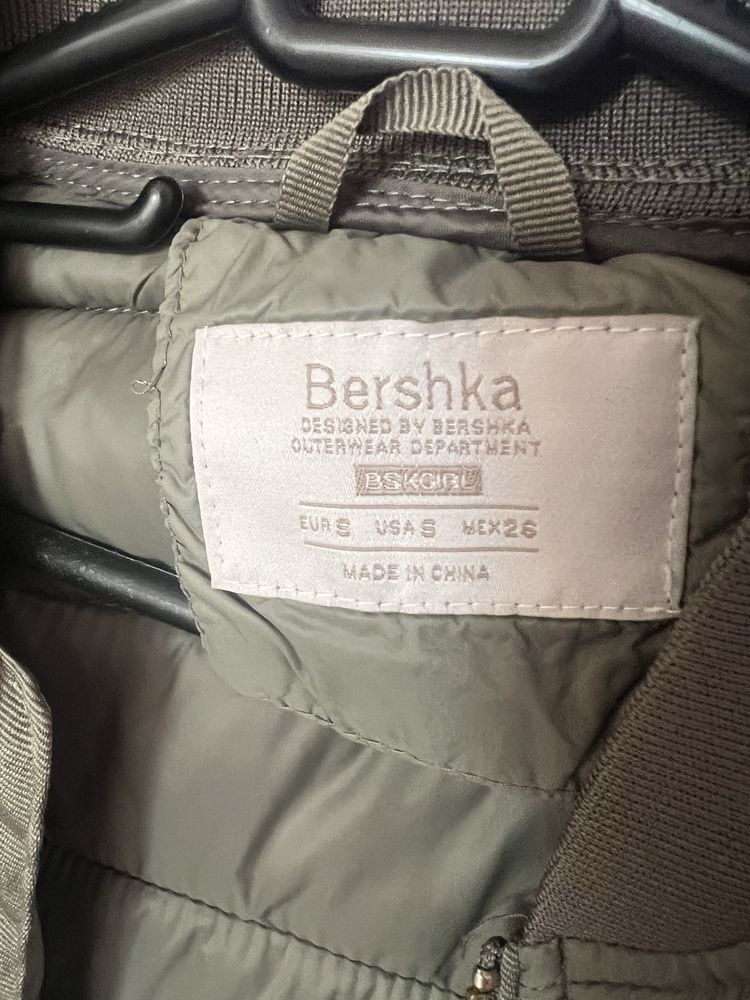 Bershka
DESIGNED BY BERSHKA
OUTERWEAR DEPARTMENT
BSKGIRL
EUR S USA S MEX 26
MADE IN CHINA